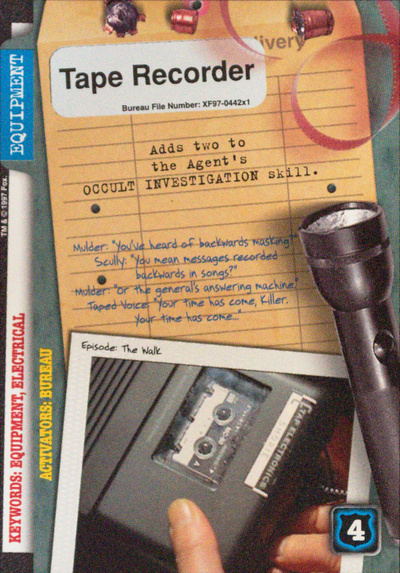 ivery
Tape Recorder
Bureau File Number: XF97-0442x1
Adds two to
the Agent's
OCCULT INVESTIGATION skill.
Mulder: "You've heard of backwards masking?"
Scully: "You mean messages recorded
backwards in songs?"
Mulder: "Or the general's answering machine."
Taped Voice: "Your time has come, Killer.
Your time has come..."
Episode: The Walk
A
TAP ELECTRONICS
4
EQUIPMENT
TM & © 1997 Fox.
KEYWORDS: EQUIPMENT, ELECTRICAL
ACTIVATORS: BUREAU